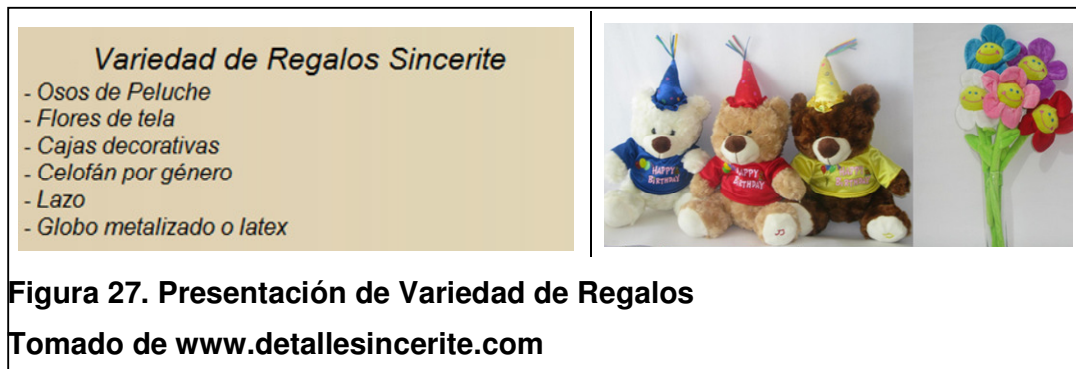 Variedad de Regalos Sincerite
- Osos de Peluche
- Flores de tela
- Cajas decorativas
- Celofán por género
- Lazo
- Globo metalizado o latex
HAPPY
BIRTHDAY
HAPPY
BIRTHDAY
BIRTHDAY
Figura 27. Presentación de Variedad de Regalos
Tomado de www.detallesincerite.com